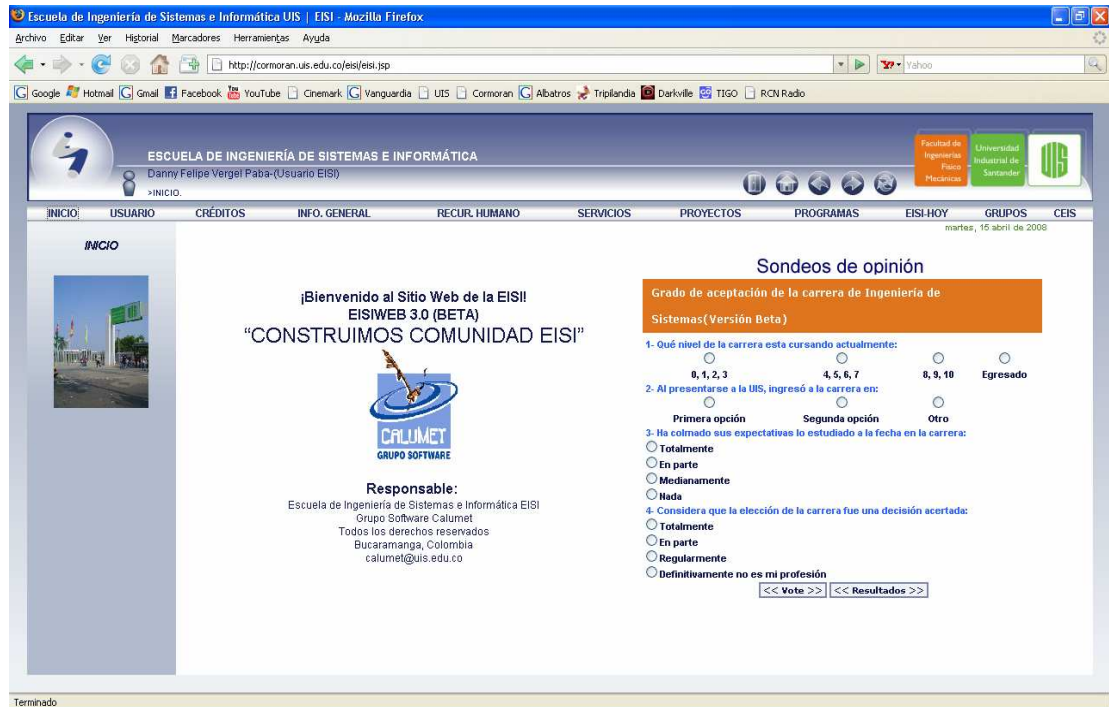 Escuela de Ingeniería de Sistemas e Informática UIS | EISI - Mozilla Firefox
Archivo Editar Ver Historial Marcadores Herramientas Ayuda
http://cormoran.uis.edu.co/eisi/eisi.jsp
Yahoo
Google Hotmail Gmail Facebook YouTube Cinemark Vanguardia UIS Cormoran Albatros Tripilandia Darkville TIGO RCN Radio
ESCUELA DE INGENIERÍA DE SISTEMAS E INFORMÁTICA
Danny Felipe Vergel Paba-(Usuario EISI)
>INICIO.
Facultad de
Ingenierías
Físico
Mecánicas
Universidad
Industrial de
Santander
UIS
INICIO USUARIO CRÉDITOS INFO. GENERAL RECUR. HUMANO SERVICIOS PROYECTOS PROGRAMAS EISI-HOY GRUPOS CEIS
martes, 15 abril de 2008
INICIO
¡Bienvenido al Sitio Web de la EISI!
EISIWEB 3.0 (BETA)
“CONSTRUIMOS COMUNIDAD EISI”
CALUMET
GRUPO SOFTWARE
Responsable:
Escuela de Ingeniería de Sistemas e Informática EISI
Grupo Software Calumet
Todos los derechos reservados
Bucaramanga, Colombia
calumet@uis.edu.co
Sondeos de opinión
Grado de aceptación de la carrera de Ingeniería de
Sistemas(Versión Beta)
1- Qué nivel de la carrera esta cursando actualmente:
0, 1, 2, 3 4, 5, 6, 7 8, 9, 10 Egresado
2- Al presentarse a la UIS, ingresó a la carrera en:
Primera opción Segunda opción Otro
3- Ha colmado sus expectativas lo estudiado a la fecha en la carrera:
Totalmente
En parte
Medianamente
Nada
4- Considera que la elección de la carrera fue una decisión acertada:
Totalmente
En parte
Regularmente
Definitivamente no es mi profesión
<< Vote >> << Resultados >>
Terminado